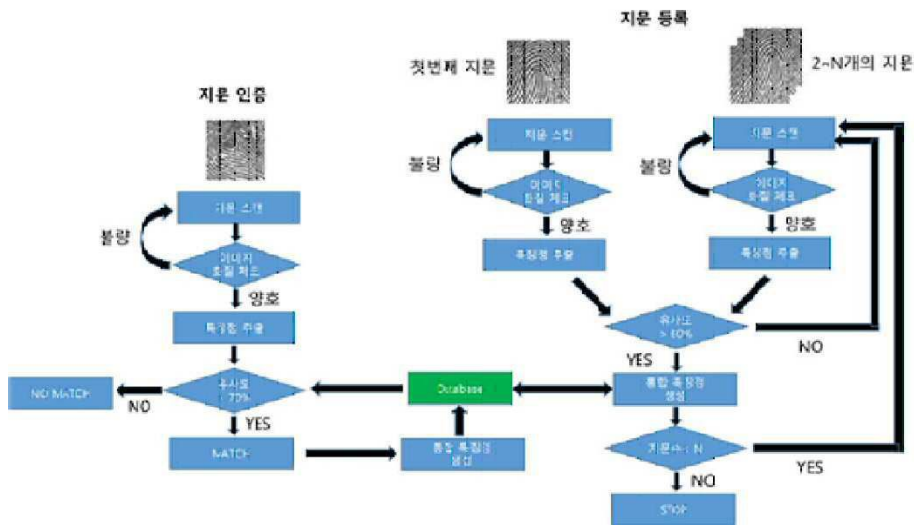 지문 등록
첫번째 지문
2~N개의 지문
지문 인증
지문 스캔
불량
이미지
화질 체크
양호
특징점 추출
지문 스캔
불량
이미지
화질 체크
양호
특징점 추출
지문 스캔
불량
이미지
화질 체크
양호
특징점 추출
유사도
NO
YES
통합 특징점
생성
NO
YES
STOP
Database
유사도
NO
NO MATCH
YES
MATCH
통합 특징점
생성